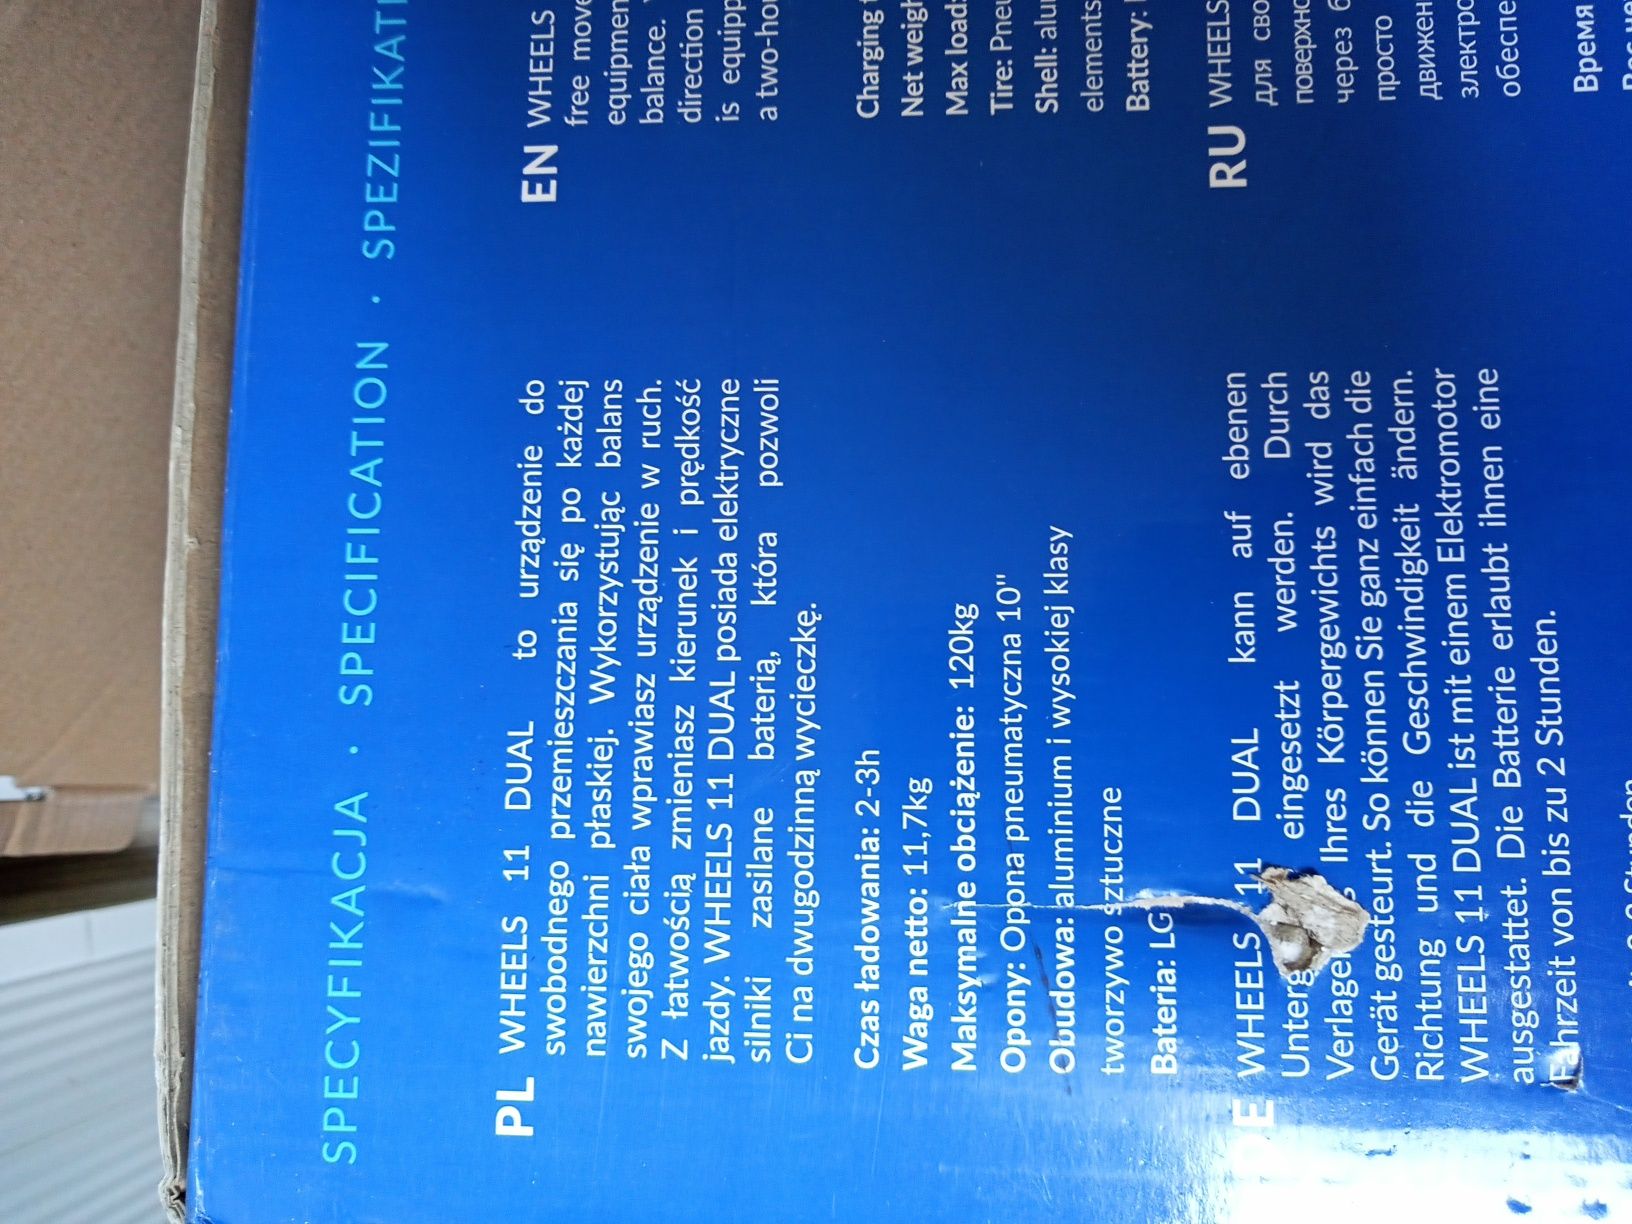 SPECYFIKACJA · SPECIFICATION · SPEZIFIKATI
PL WHEELS 11 DUAL to urządzenie do
swobodnego przemieszczania się po każdej
nawierzchni płaskiej. Wykorzystując balans
swojego ciała wprawiasz urządzenie w ruch.
Z łatwością zmieniasz kierunek i prędkość
jazdy. WHEELS 11 DUAL posiada elektryczne
silniki zasilane baterią, która pozwoli
Ci na dwugodzinną wycieczkę.
Czas ładowania: 2-3h
Waga netto: 11,7kg
Maksymalne obciążenie: 120kg
Opony: Opona pneumatyczna 10"
Obudowa: aluminium i wysokiej klasy
tworzywo sztuczne
Bateria: LG
EN WHEELS
free move
equipmen
balance.
direction
is equipp
a two-hou
Charging t
Net weigh
Max load:
Tire: Pneu
Shell: alum
elements
Battery:
DE WHEELS 11 DUAL kann auf ebenen
Unterg eingesetzt werden. Durch
Verlager Ihres Körpergewichts wird das
Gerät gesteurt. So können Sie ganz einfach die
Richtung und die Geschwindigkeit ändern.
WHEELS 11 DUAL ist mit einem Elektromotor
ausgestattet. Die Batterie erlaubt ihnen eine
Fahrzeit von bis zu 2 Stunden.
2 Stunden
RU WHEELS
для сво
поверхно
через б
просто
движен
электро
обеспе
Время